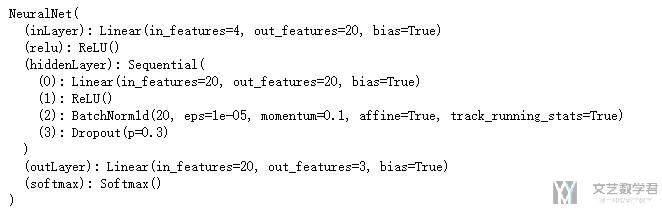 NeuralNet(
  (inLayer): Linear(in_features=4, out_features=20, bias=True)
  (relu): ReLU()
  (hiddenLayer): Sequential(
    (0): Linear(in_features=20, out_features=20, bias=True)
    (1): ReLU()
    (2): BatchNorm1d(20, eps=1e-05, momentum=0.1, affine=True, track_running_stats=True)
    (3): Dropout(p=0.3)
  )
  (outLayer): Linear(in_features=20, out_features=3, bias=True)
  (softmax): Softmax()
)
文艺数学君